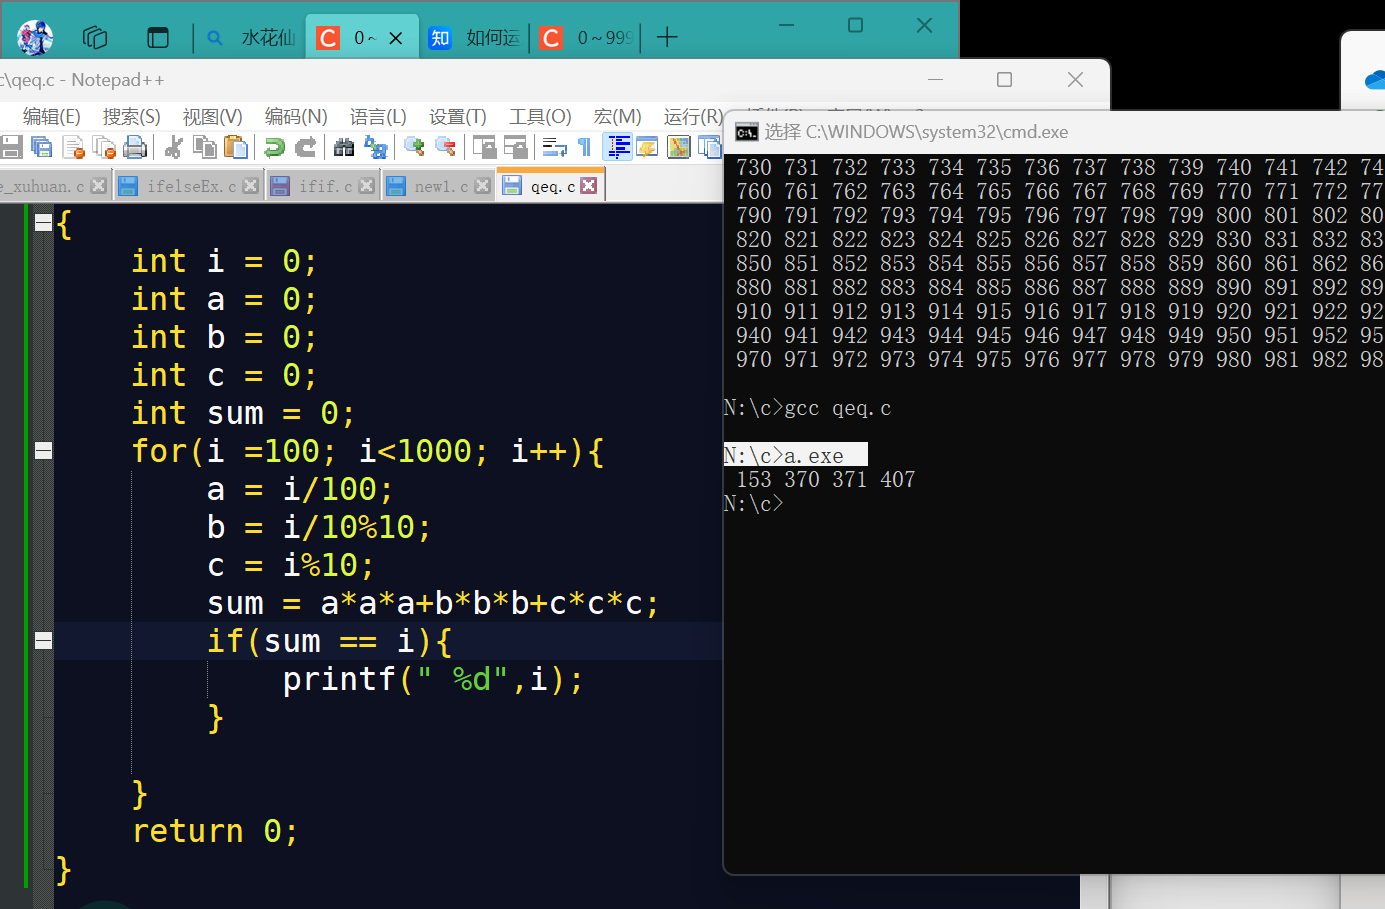 水花仙
0~
知 如何运
0~999
c\qeq.c - Notepad++
编辑(E) 搜索(S) 视图(V) 编码(N) 语言(L) 设置(T) 工具(O) 宏(M) 运行(R)
e_xuhuan.c ifelseEx.c ifif.c new1.c qeq.c
{
int i = 0;
int a = 0;
int b = 0;
int c = 0;
int sum = 0;
for(i =100; i<1000; i++){
a = i/100;
b = i/10%10;
c = i%10;
sum = a*a*a+b*b*b+c*c*c;
if(sum == i){
printf(" %d",i);
}
}
return 0;
}
选择 C:\WINDOWS\system32\cmd.exe
730 731 732 733 734 735 736 737 738 739 740 741 742 74
760 761 762 763 764 765 766 767 768 769 770 771 772 77
790 791 792 793 794 795 796 797 798 799 800 801 802 80
820 821 822 823 824 825 826 827 828 829 830 831 832 83
850 851 852 853 854 855 856 857 858 859 860 861 862 86
880 881 882 883 884 885 886 887 888 889 890 891 892 89
910 911 912 913 914 915 916 917 918 919 920 921 922 92
940 941 942 943 944 945 946 947 948 949 950 951 952 95
970 971 972 973 974 975 976 977 978 979 980 981 982 98
N:\c>gcc qeq.c
N:\c>a.exe
153 370 371 407
N:\c>